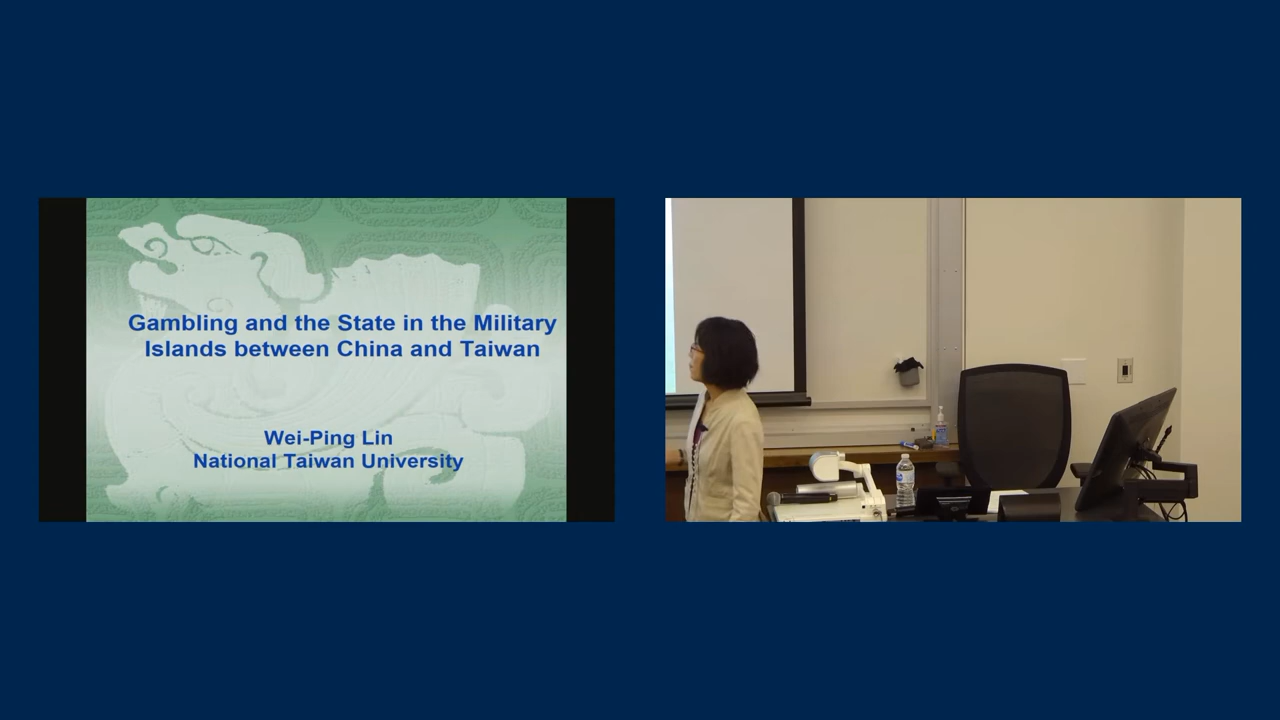 Gambling and the State in the Military
Islands between China and Taiwan
Wei-Ping Lin
National Taiwan University